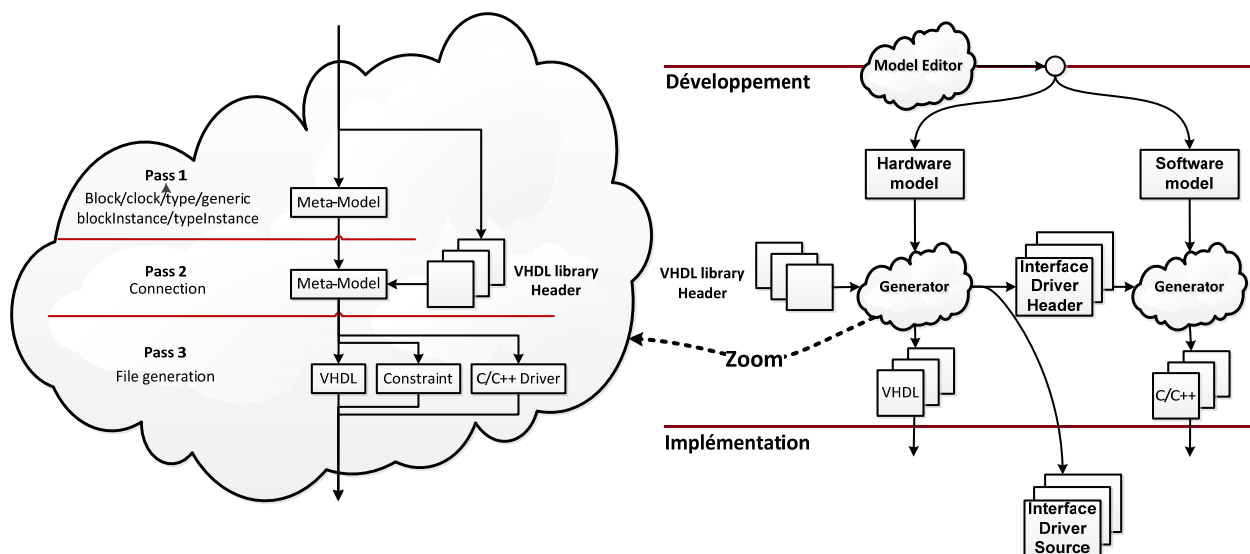 Pass 1
Block/clock/type/generic
blockInstance/typeInstance
Meta-Model
Pass 2
Connection
Meta-Model
VHDL library
Header
Pass 3
File generation
VHDL
Constraint
C/C++ Driver
Zoom
Développement
Model Editor
Hardware
model
Software
model
VHDL library
Header
Generator
Interface
Driver
Header
Generator
VHDL
C/C++
Implémentation
Interface
Driver
Source